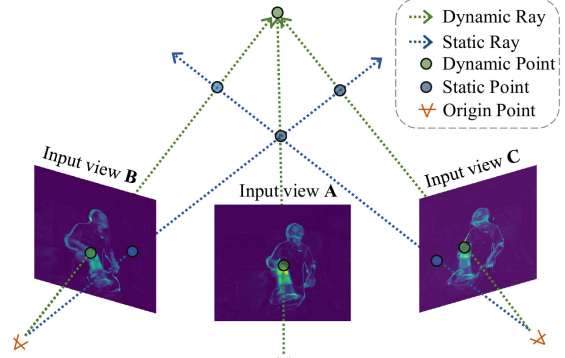 Dynamic Ray
Static Ray
Dynamic Point
Static Point
Origin Point
Input view B
Input view A
Input view C